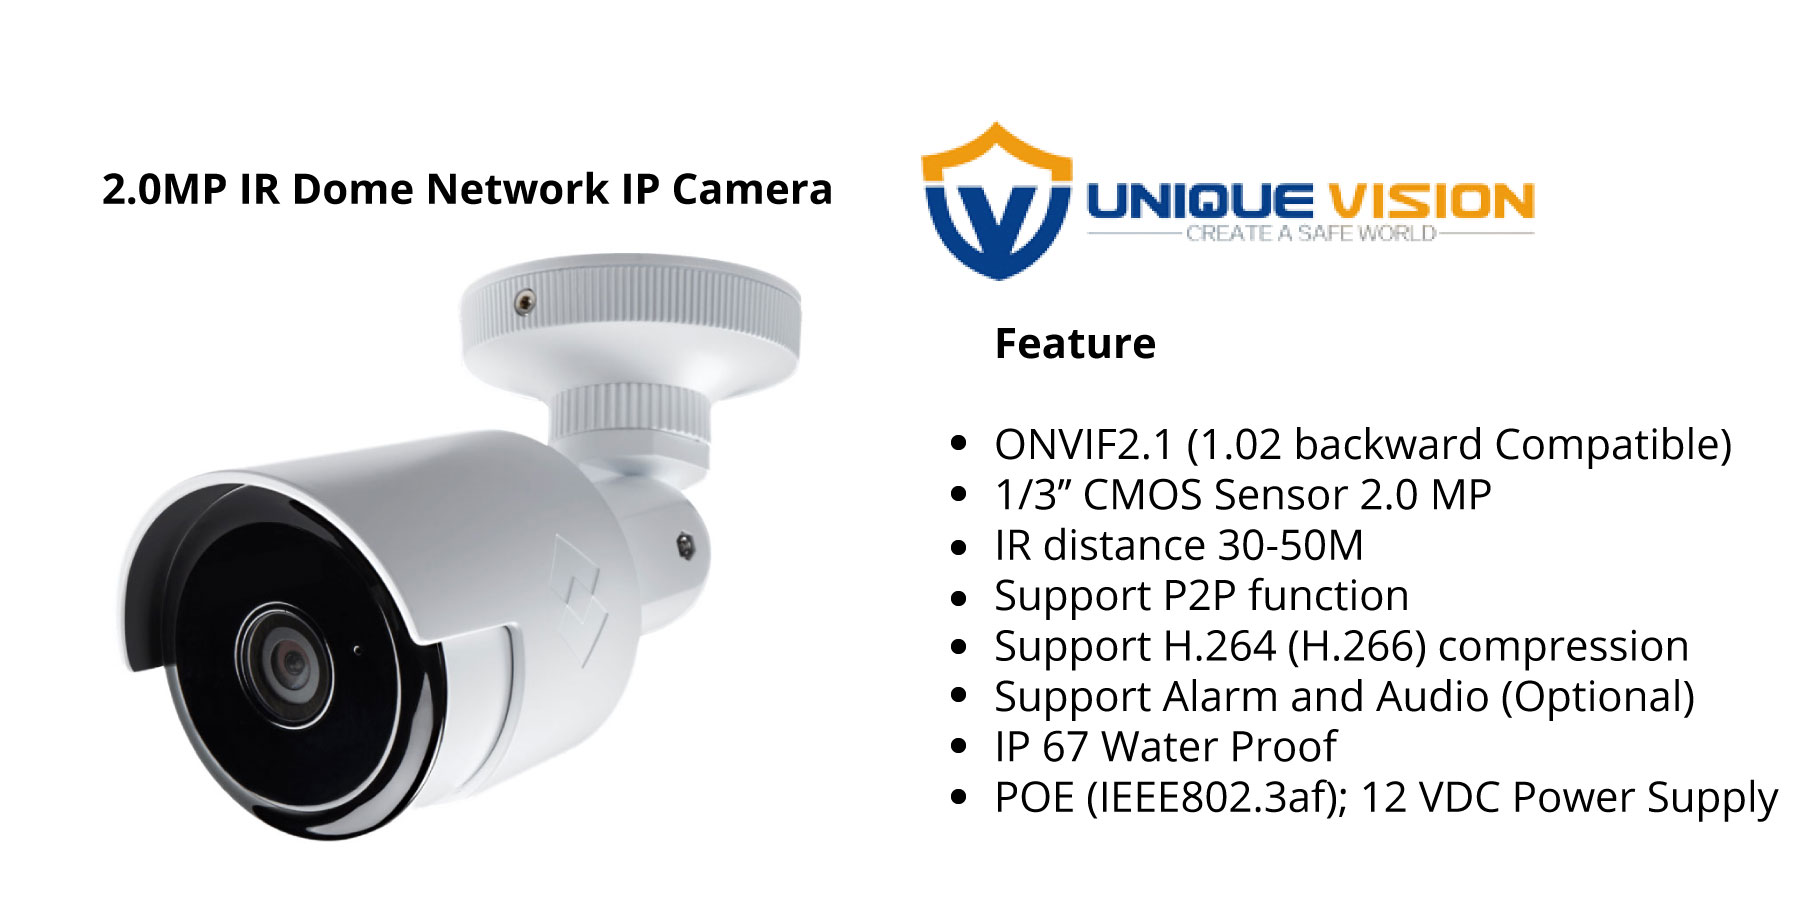 2.0MP IR Dome Network IP Camera
UNIQUE VISION
CREATE A SAFE WORLD
Feature
• ONVIF2.1 (1.02 backward Compatible)
• 1/3” CMOS Sensor 2.0 MP
• IR distance 30-50M
• Support P2P function
• Support H.264 (H.266) compression
• Support Alarm and Audio (Optional)
• IP 67 Water Proof
• POE (IEEE802.3af); 12 VDC Power Supply